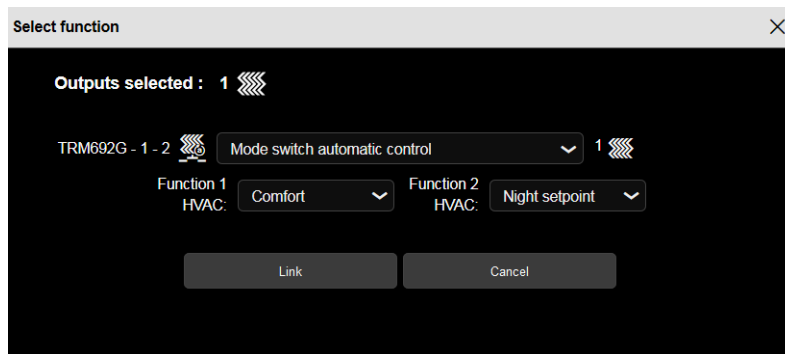 Select function
Outputs selected : 1
TRM692G - 1 - 2 Mode switch automatic control 1
Function 1 HVAC: Comfort Function 2 HVAC: Night setpoint
Link Cancel